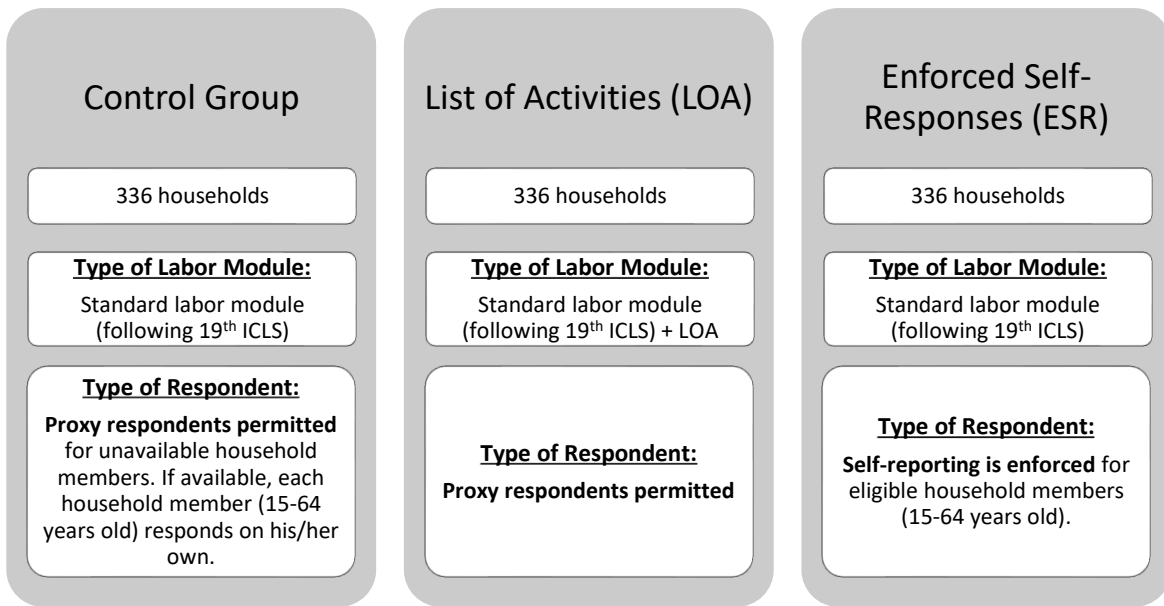 Control Group
336 households
Type of Labor Module:
Standard labor module
(following 19th ICLS)
Type of Respondent:
Proxy respondents permitted
for unavailable household
members. If available, each
household member (15-64
years old) responds on his/her
own.
List of Activities (LOA)
336 households
Type of Labor Module:
Standard labor module
(following 19th ICLS) + LOA
Type of Respondent:
Proxy respondents permitted
Enforced Self-
Responses (ESR)
336 households
Type of Labor Module:
Standard labor module
(following 19th ICLS)
Type of Respondent:
Self-reporting is enforced for
eligible household members
(15-64 years old).